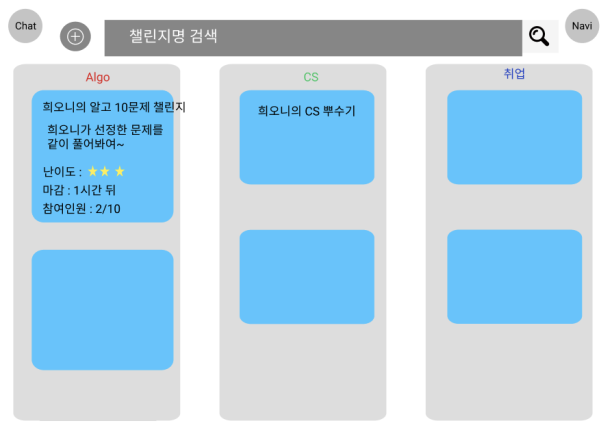 Chat
챌린지명 검색
Navi
Algo
희오니의 알고 10문제 챌린지
희오니가 선정한 문제를
같이 풀어봐여~
난이도 :
마감 : 1시간 뒤
참여인원 : 2/10
CS
희오니의 CS 뿌수기
취업